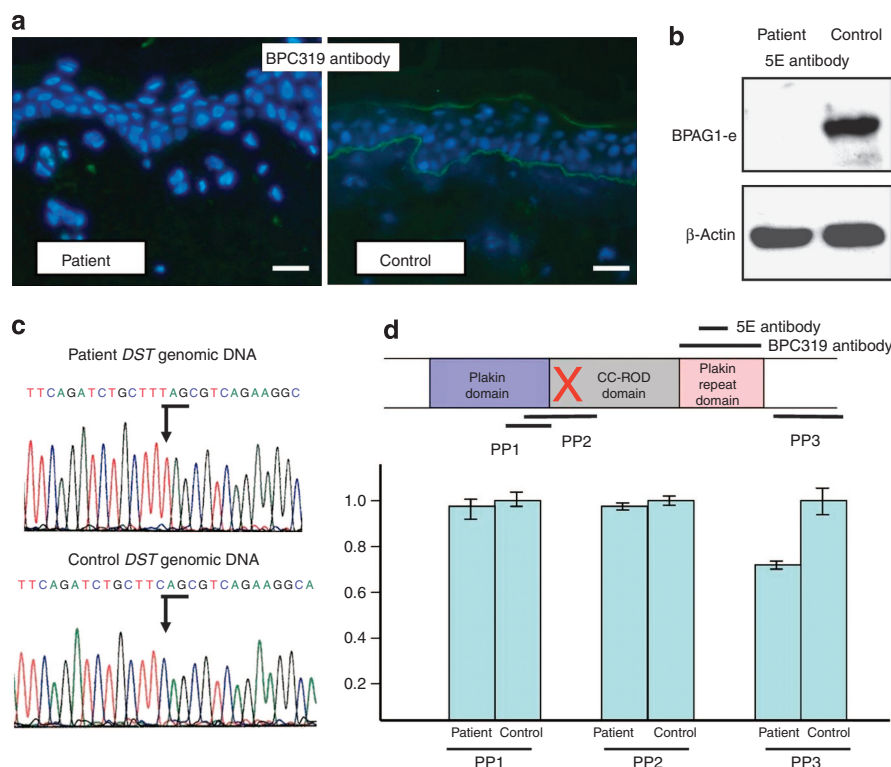 a
BPC319 antibody
Patient
Control
b
Patient Control
5E antibody
BPAG1-e
β-Actin
c
Patient DST genomic DNA
TTCAGATCTGCTTTAGCGTCAGAAGGC
Control DST genomic DNA
TTCAGATCTGCTTCAGCGTCAGAAGGCA
d
5E antibody
BPC319 antibody
Plakin domain
X
CC-ROD domain
Plakin repeat domain
PP1
PP2
PP3
1.0
0.8
0.6
0.4
0.2
Patient Control Patient Control Patient Control
PP1 PP2 PP3